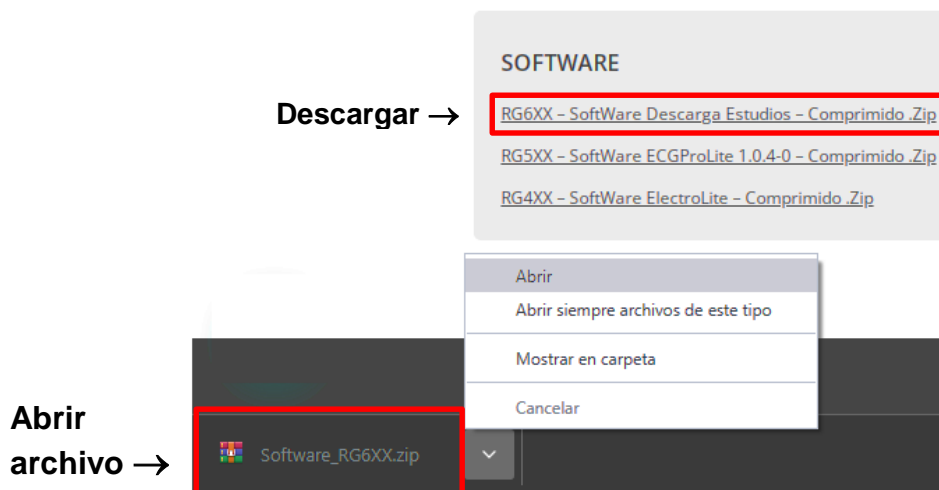 SOFTWARE
Descargar →
RG6XX – SoftWare Descarga Estudios – Comprimido .Zip
RG5XX – SoftWare ECGProLite 1.0.4-0 – Comprimido .Zip
RG4XX – SoftWare ElectroLite – Comprimido .Zip
Abrir
Abrir siempre archivos de este tipo
Mostrar en carpeta
Cancelar
Abrir
archivo →
Software_RG6XX.zip